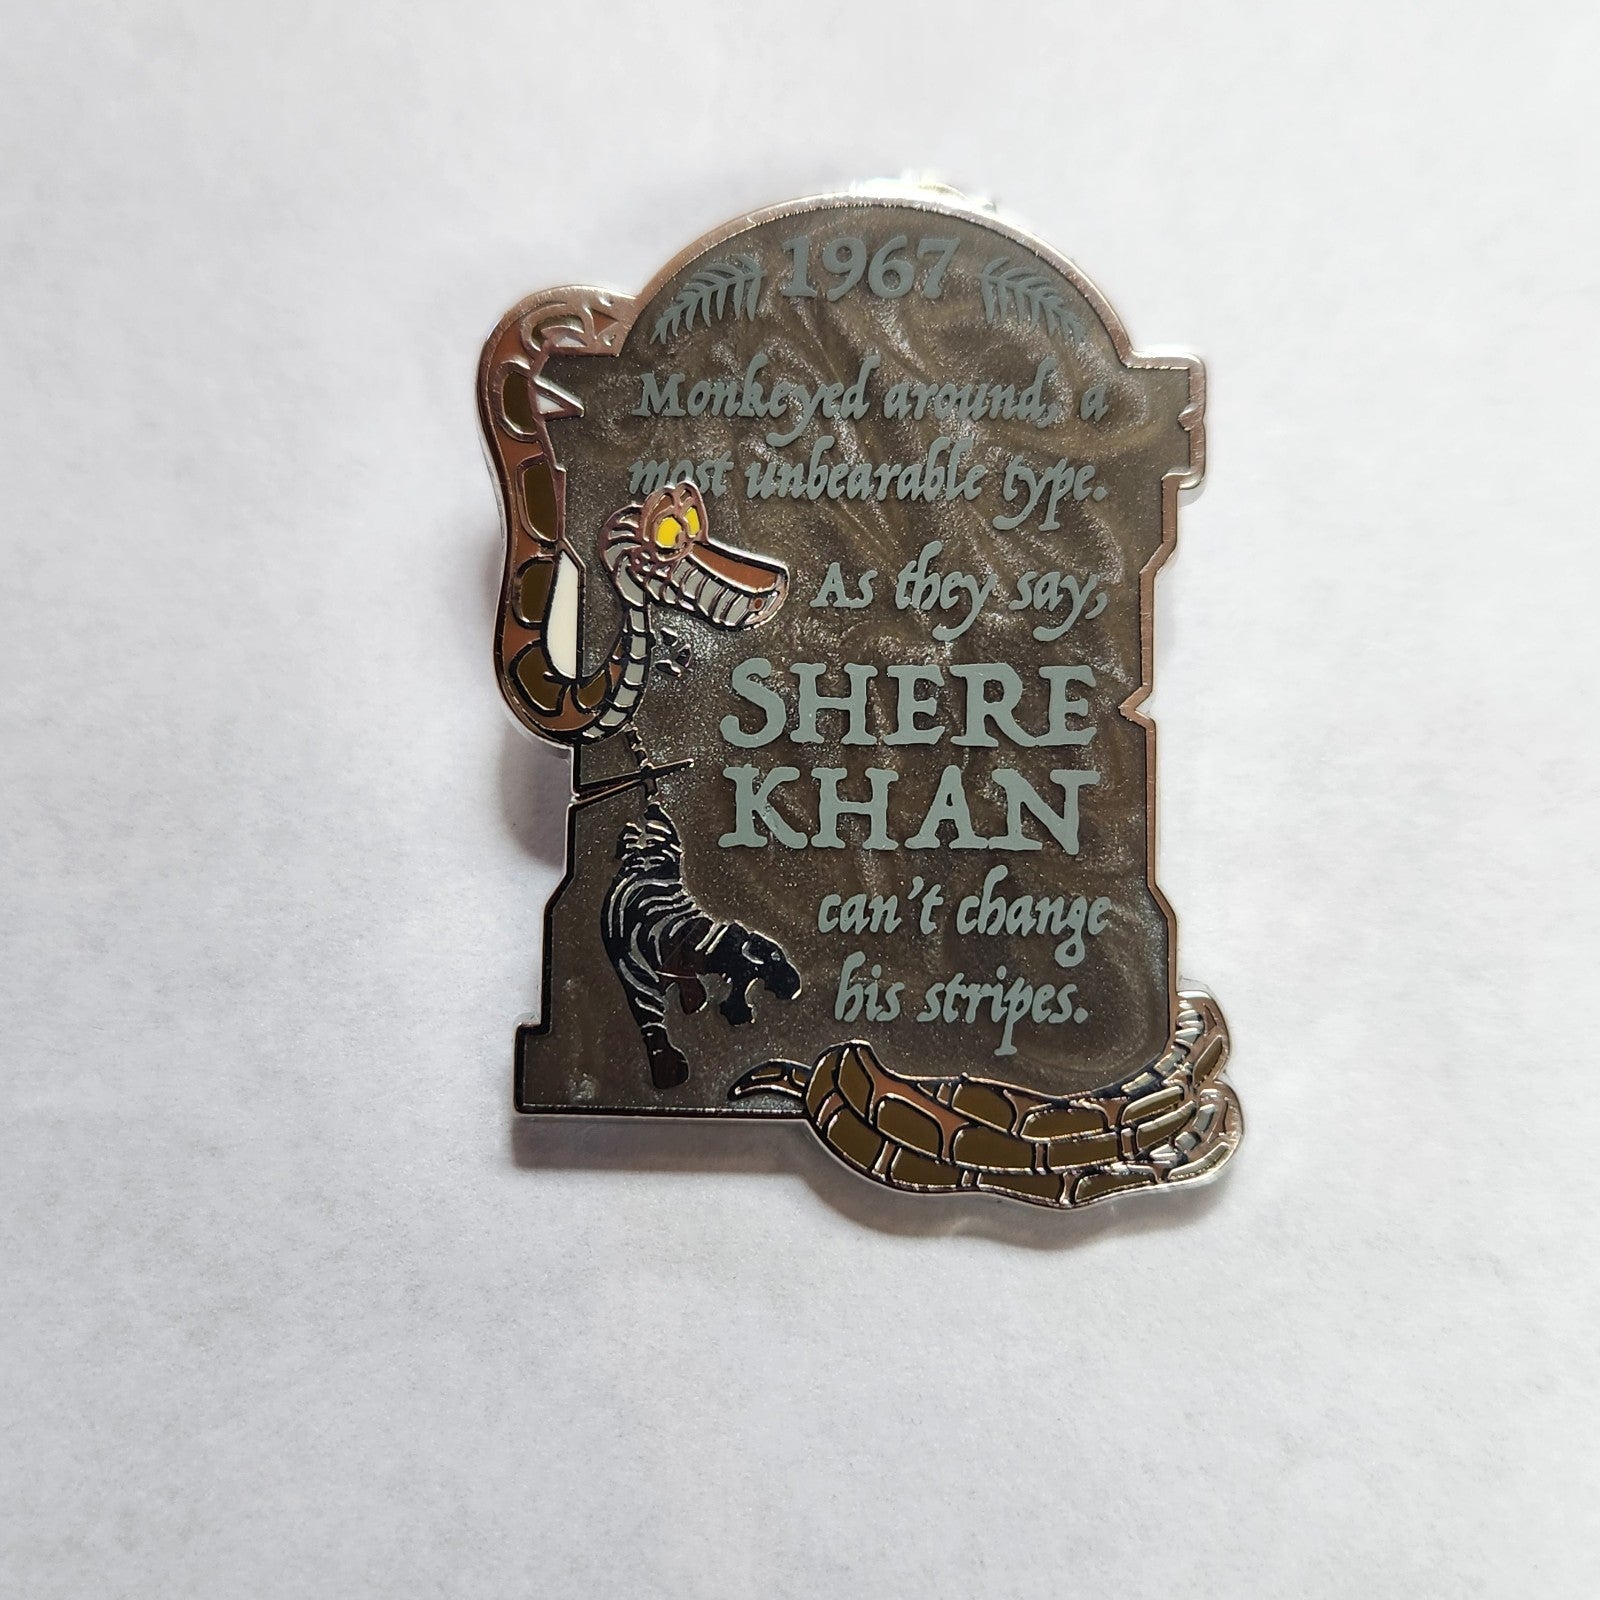 1967
Monkeyed around, a
most unbearable type.
As they say,
SHERE
KHAN
can't change
his stripes.